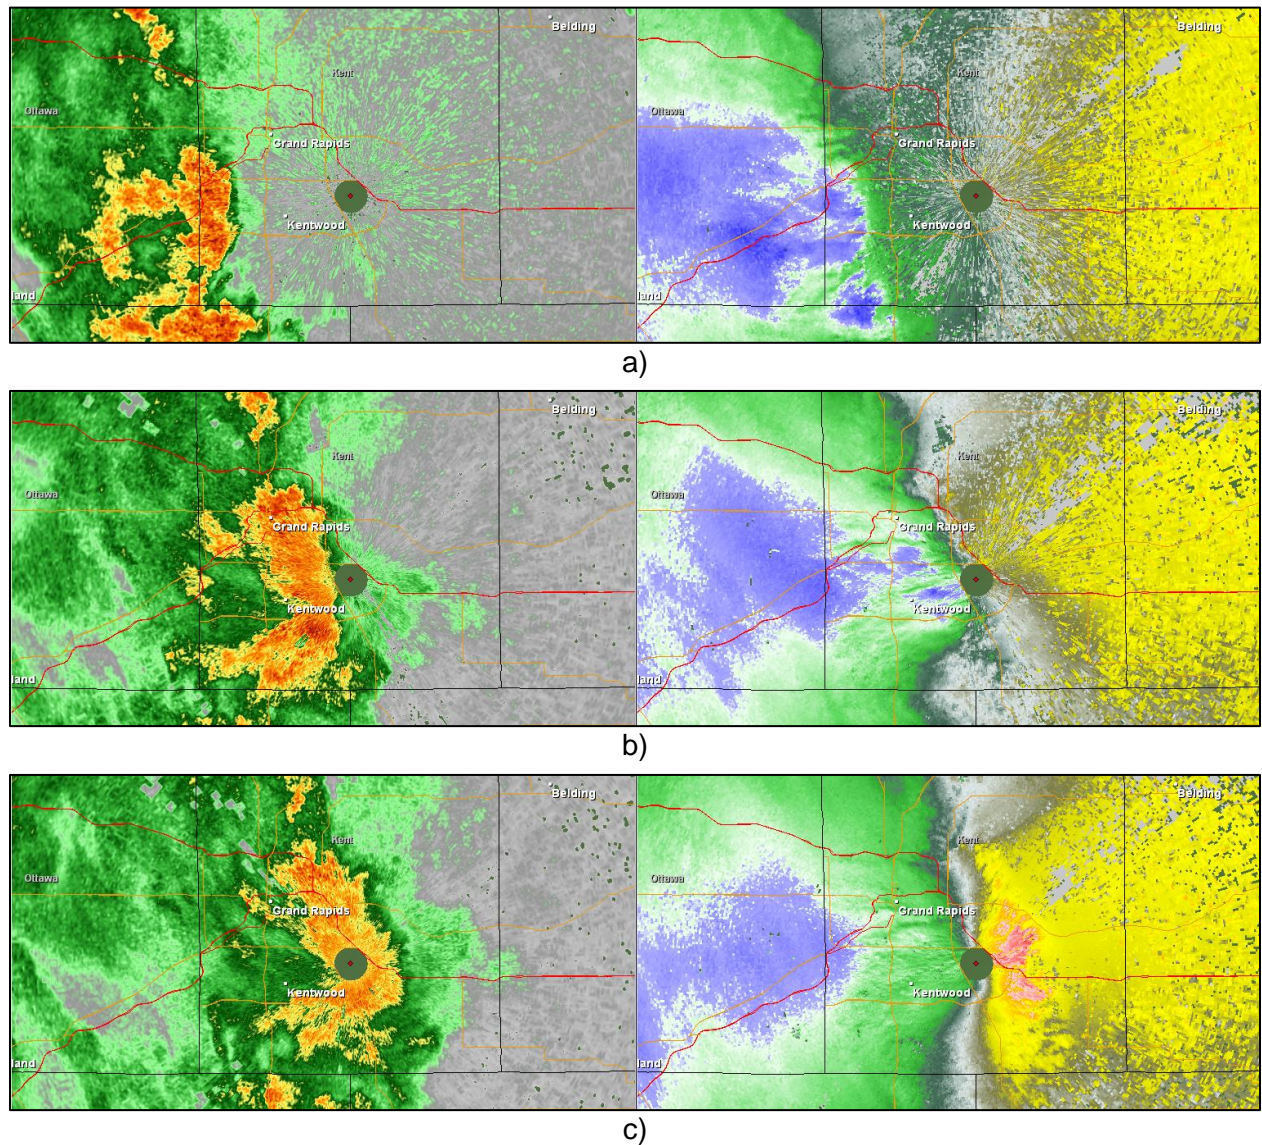 Belding
Belding
Kent
Kent
Ottawa
Ottawa
Grand Rapids
Grand Rapids
Kentwood
Kentwood
land
land
a)
Belding
Belding
Kent
Kent
Ottawa
Ottawa
Grand Rapids
Grand Rapids
Kentwood
Kentwood
land
land
b)
Belding
Belding
Kent
Kent
Ottawa
Ottawa
Grand Rapids
Grand Rapids
Kentwood
Kentwood
land
land
c)